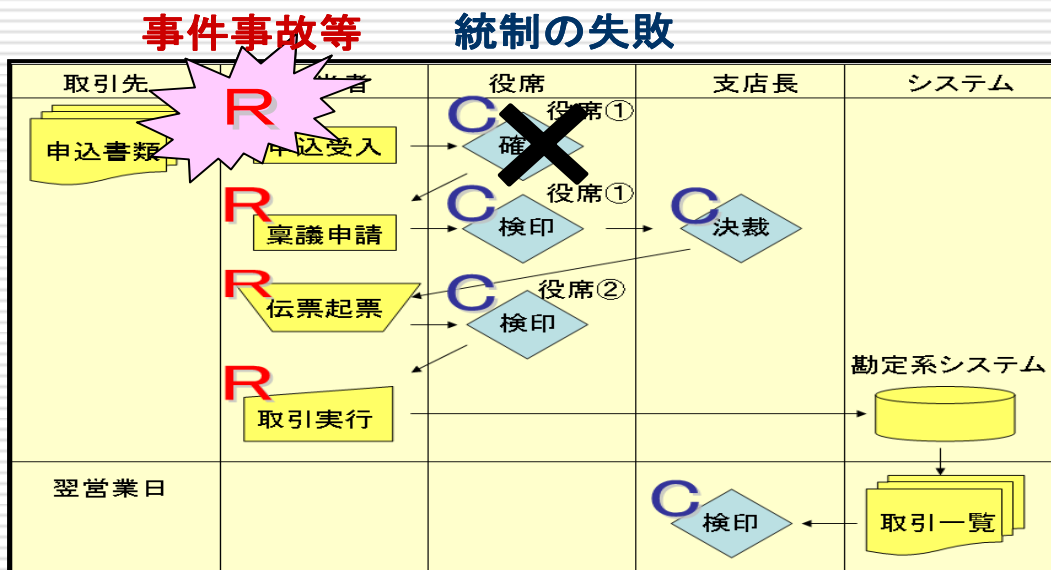 事件事故等 統制の失敗
取引先 当者 役席 支店長 システム
R
C 役席①
申込書類 申込受入 確
R C 役席① C
稟議申請 検印 決裁
R C 役席②
伝票起票 検印
勘定系システム
R
取引実行
翌営業日
C
検印 取引一覧